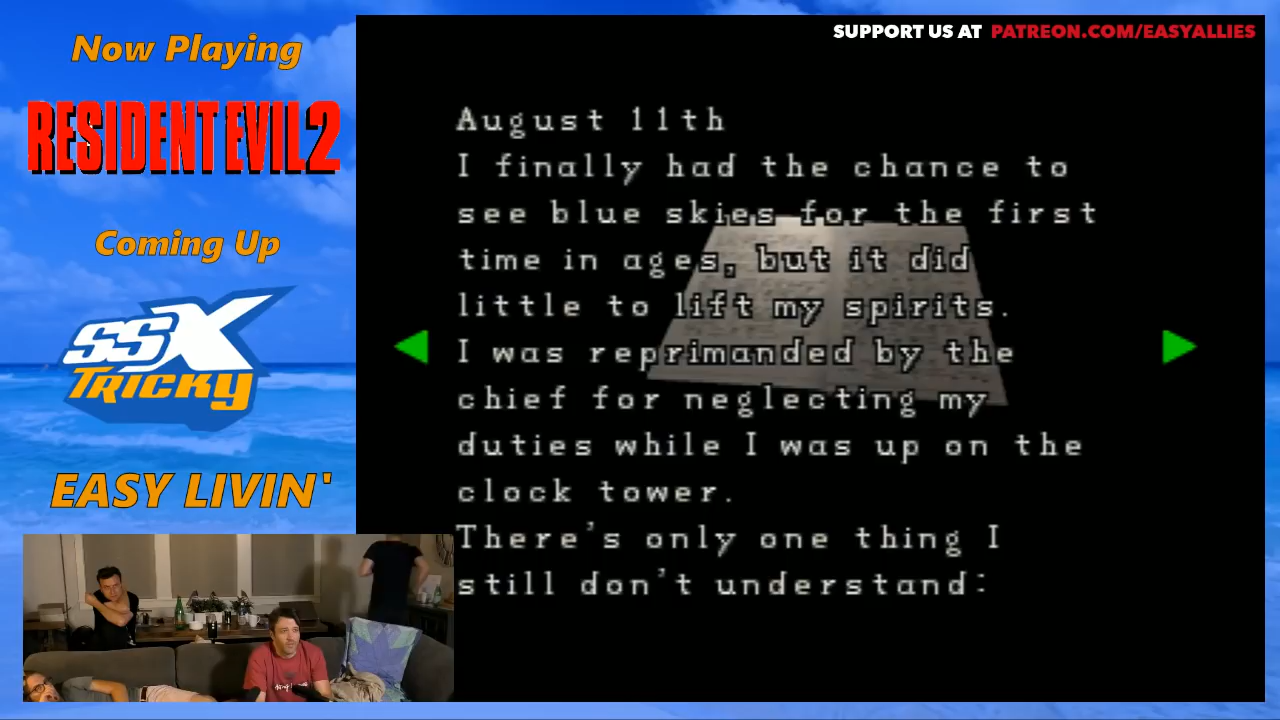 Now Playing
RESIDENT EVIL 2
Coming Up
SSX
TRICKY
EASY LIVIN'
SUPPORT US AT PATREON.COM/EASYALLIES
August 11th
I finally had the chance to
see blue skies for the first
time in ages, but it did
little to lift my spirits.
I was reprimanded by the
chief for neglecting my
duties while I was up on the
clock tower.
There's only one thing I
still don't understand: